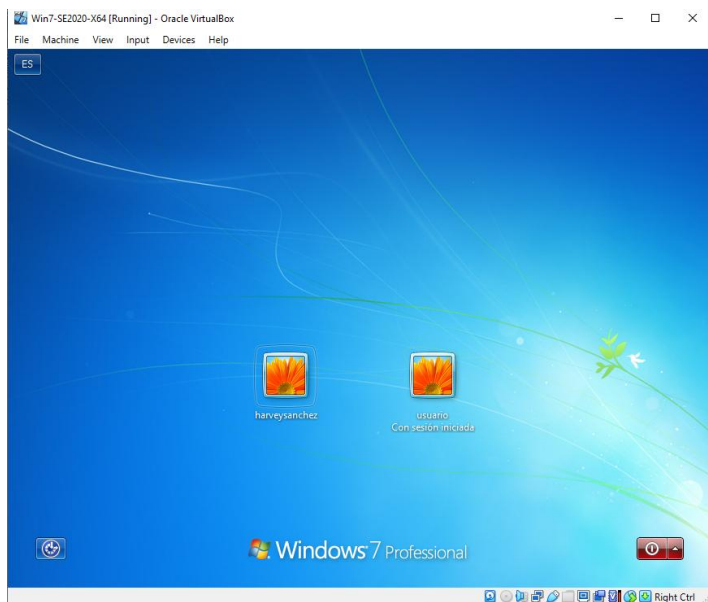 Win7-SE2020-X64 [Running] - Oracle VirtualBox
File Machine View Input Devices Help
ES
harveysanchez
usuario
Con sesión iniciada
Windows 7 Professional
Right Ctrl